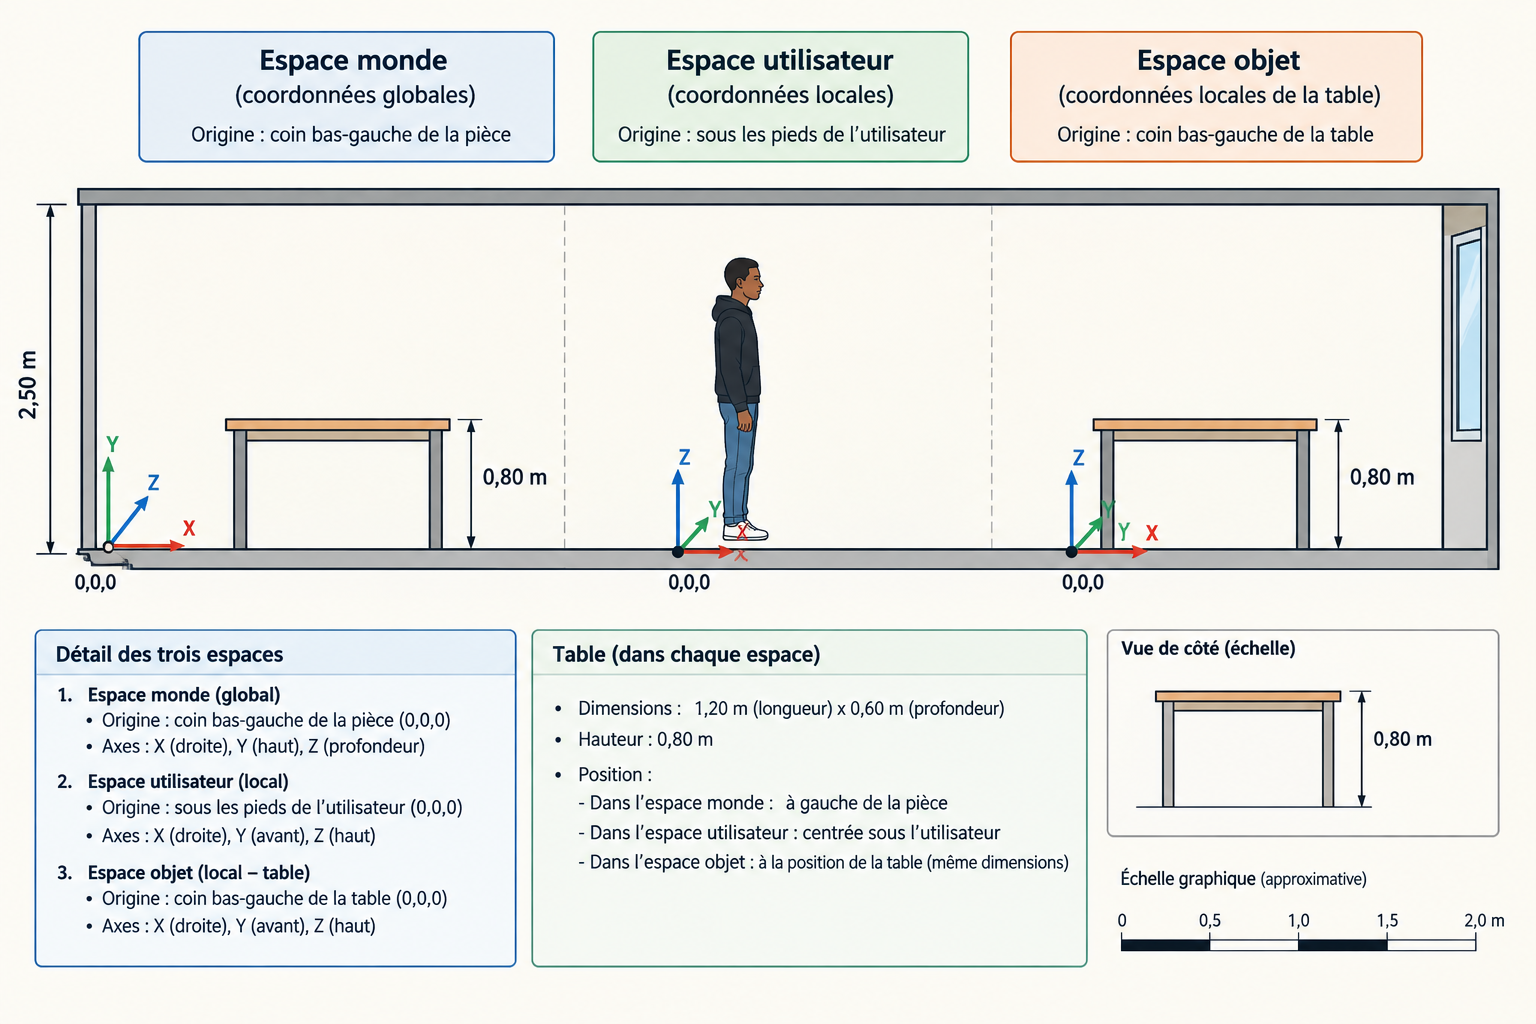 Espace monde
(coordonnées globales)
Origine : coin bas-gauche de la pièce
Espace utilisateur
(coordonnées locales)
Origine : sous les pieds de l'utilisateur
Espace objet
(coordonnées locales de la table)
Origine : coin bas-gauche de la table
2,50 m
Y
Z
X
0,0,0
0,80 m
Z
Y
X
X
0,0,0
Z
Y
Y
X
0,0,0
0,80 m
Détail des trois espaces
1. Espace monde (global)
• Origine : coin bas-gauche de la pièce (0,0,0)
• Axes : X (droite), Y (haut), Z (profondeur)
2. Espace utilisateur (local)
• Origine : sous les pieds de l'utilisateur (0,0,0)
• Axes : X (droite), Y (avant), Z (haut)
3. Espace objet (local – table)
• Origine : coin bas-gauche de la table (0,0,0)
• Axes : X (droite), Y (avant), Z (haut)
Table (dans chaque espace)
• Dimensions : 1,20 m (longueur) x 0,60 m (profondeur)
• Hauteur : 0,80 m
• Position :
- Dans l'espace monde : à gauche de la pièce
- Dans l'espace utilisateur : centrée sous l'utilisateur
- Dans l'espace objet : à la position de la table (même dimensions)
Vue de côté (échelle)
0,80 m
Échelle graphique (approximative)
0 0,5 1,0 1,5 2,0 m